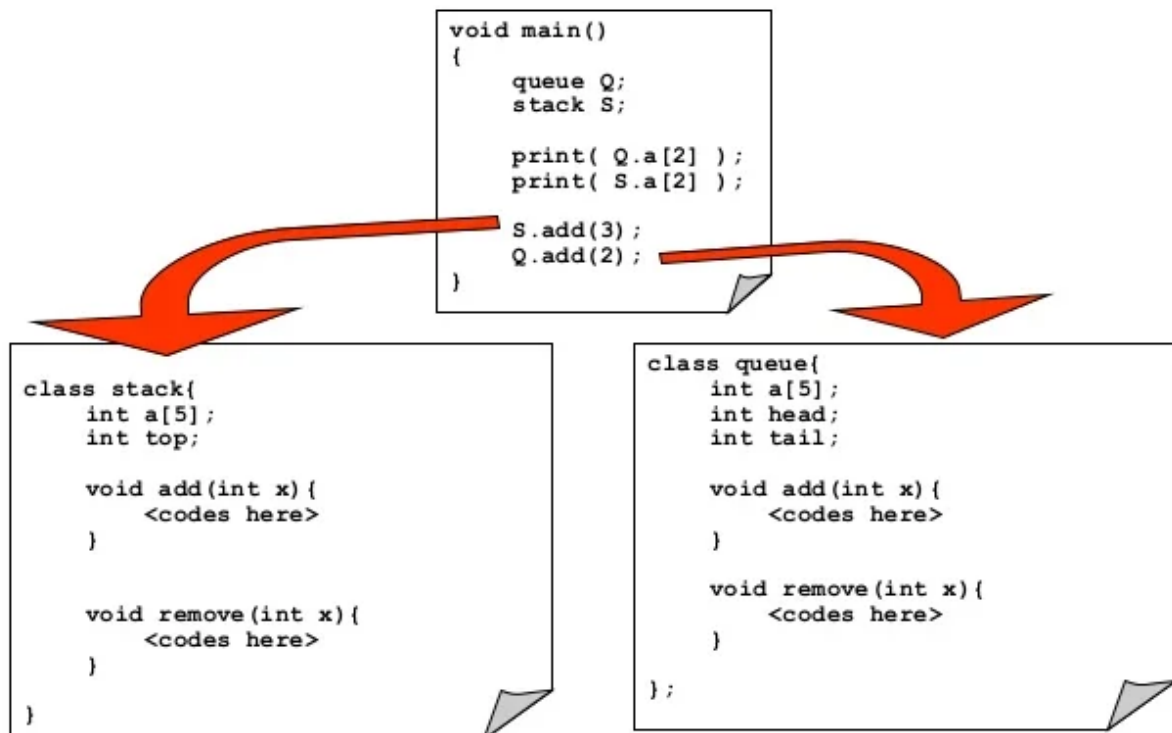 void main()
{
queue Q;
stack S;
print( Q.a[2] );
print( S.a[2] );
S.add(3);
Q.add(2);
}
class stack{
int a[5];
int top;
void add(int x){
<codes here>
}
void remove(int x){
<codes here>
}
}
class queue{
int a[5];
int head;
int tail;
void add(int x){
<codes here>
}
void remove(int x){
<codes here>
}
};